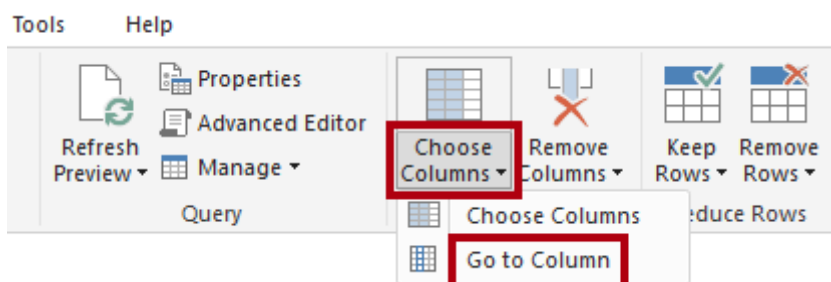 Tools Help
Properties
Advanced Editor
Refresh
Preview
Manage
Query
Choose
Columns
Remove
Columns
Keep
Rows
Remove
Rows
Choose Columns
Go to Column
educe Rows